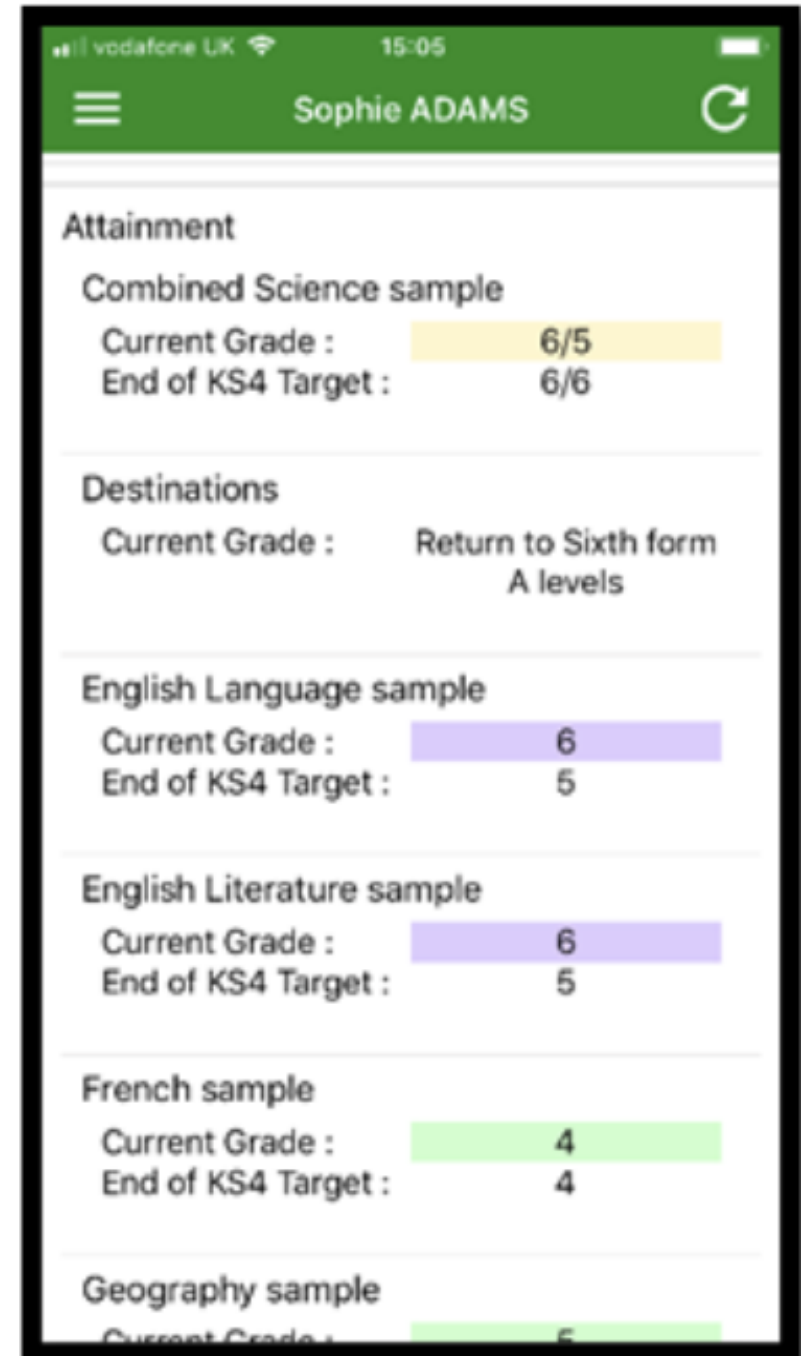 vodafone UK 15:05
Sophie ADAMS
Attainment
Combined Science sample
Current Grade : 6/5
End of KS4 Target : 6/6
Destinations
Current Grade : Return to Sixth form
A levels
English Language sample
Current Grade : 6
End of KS4 Target : 5
English Literature sample
Current Grade : 6
End of KS4 Target : 5
French sample
Current Grade : 4
End of KS4 Target : 4
Geography sample
Current Grade :